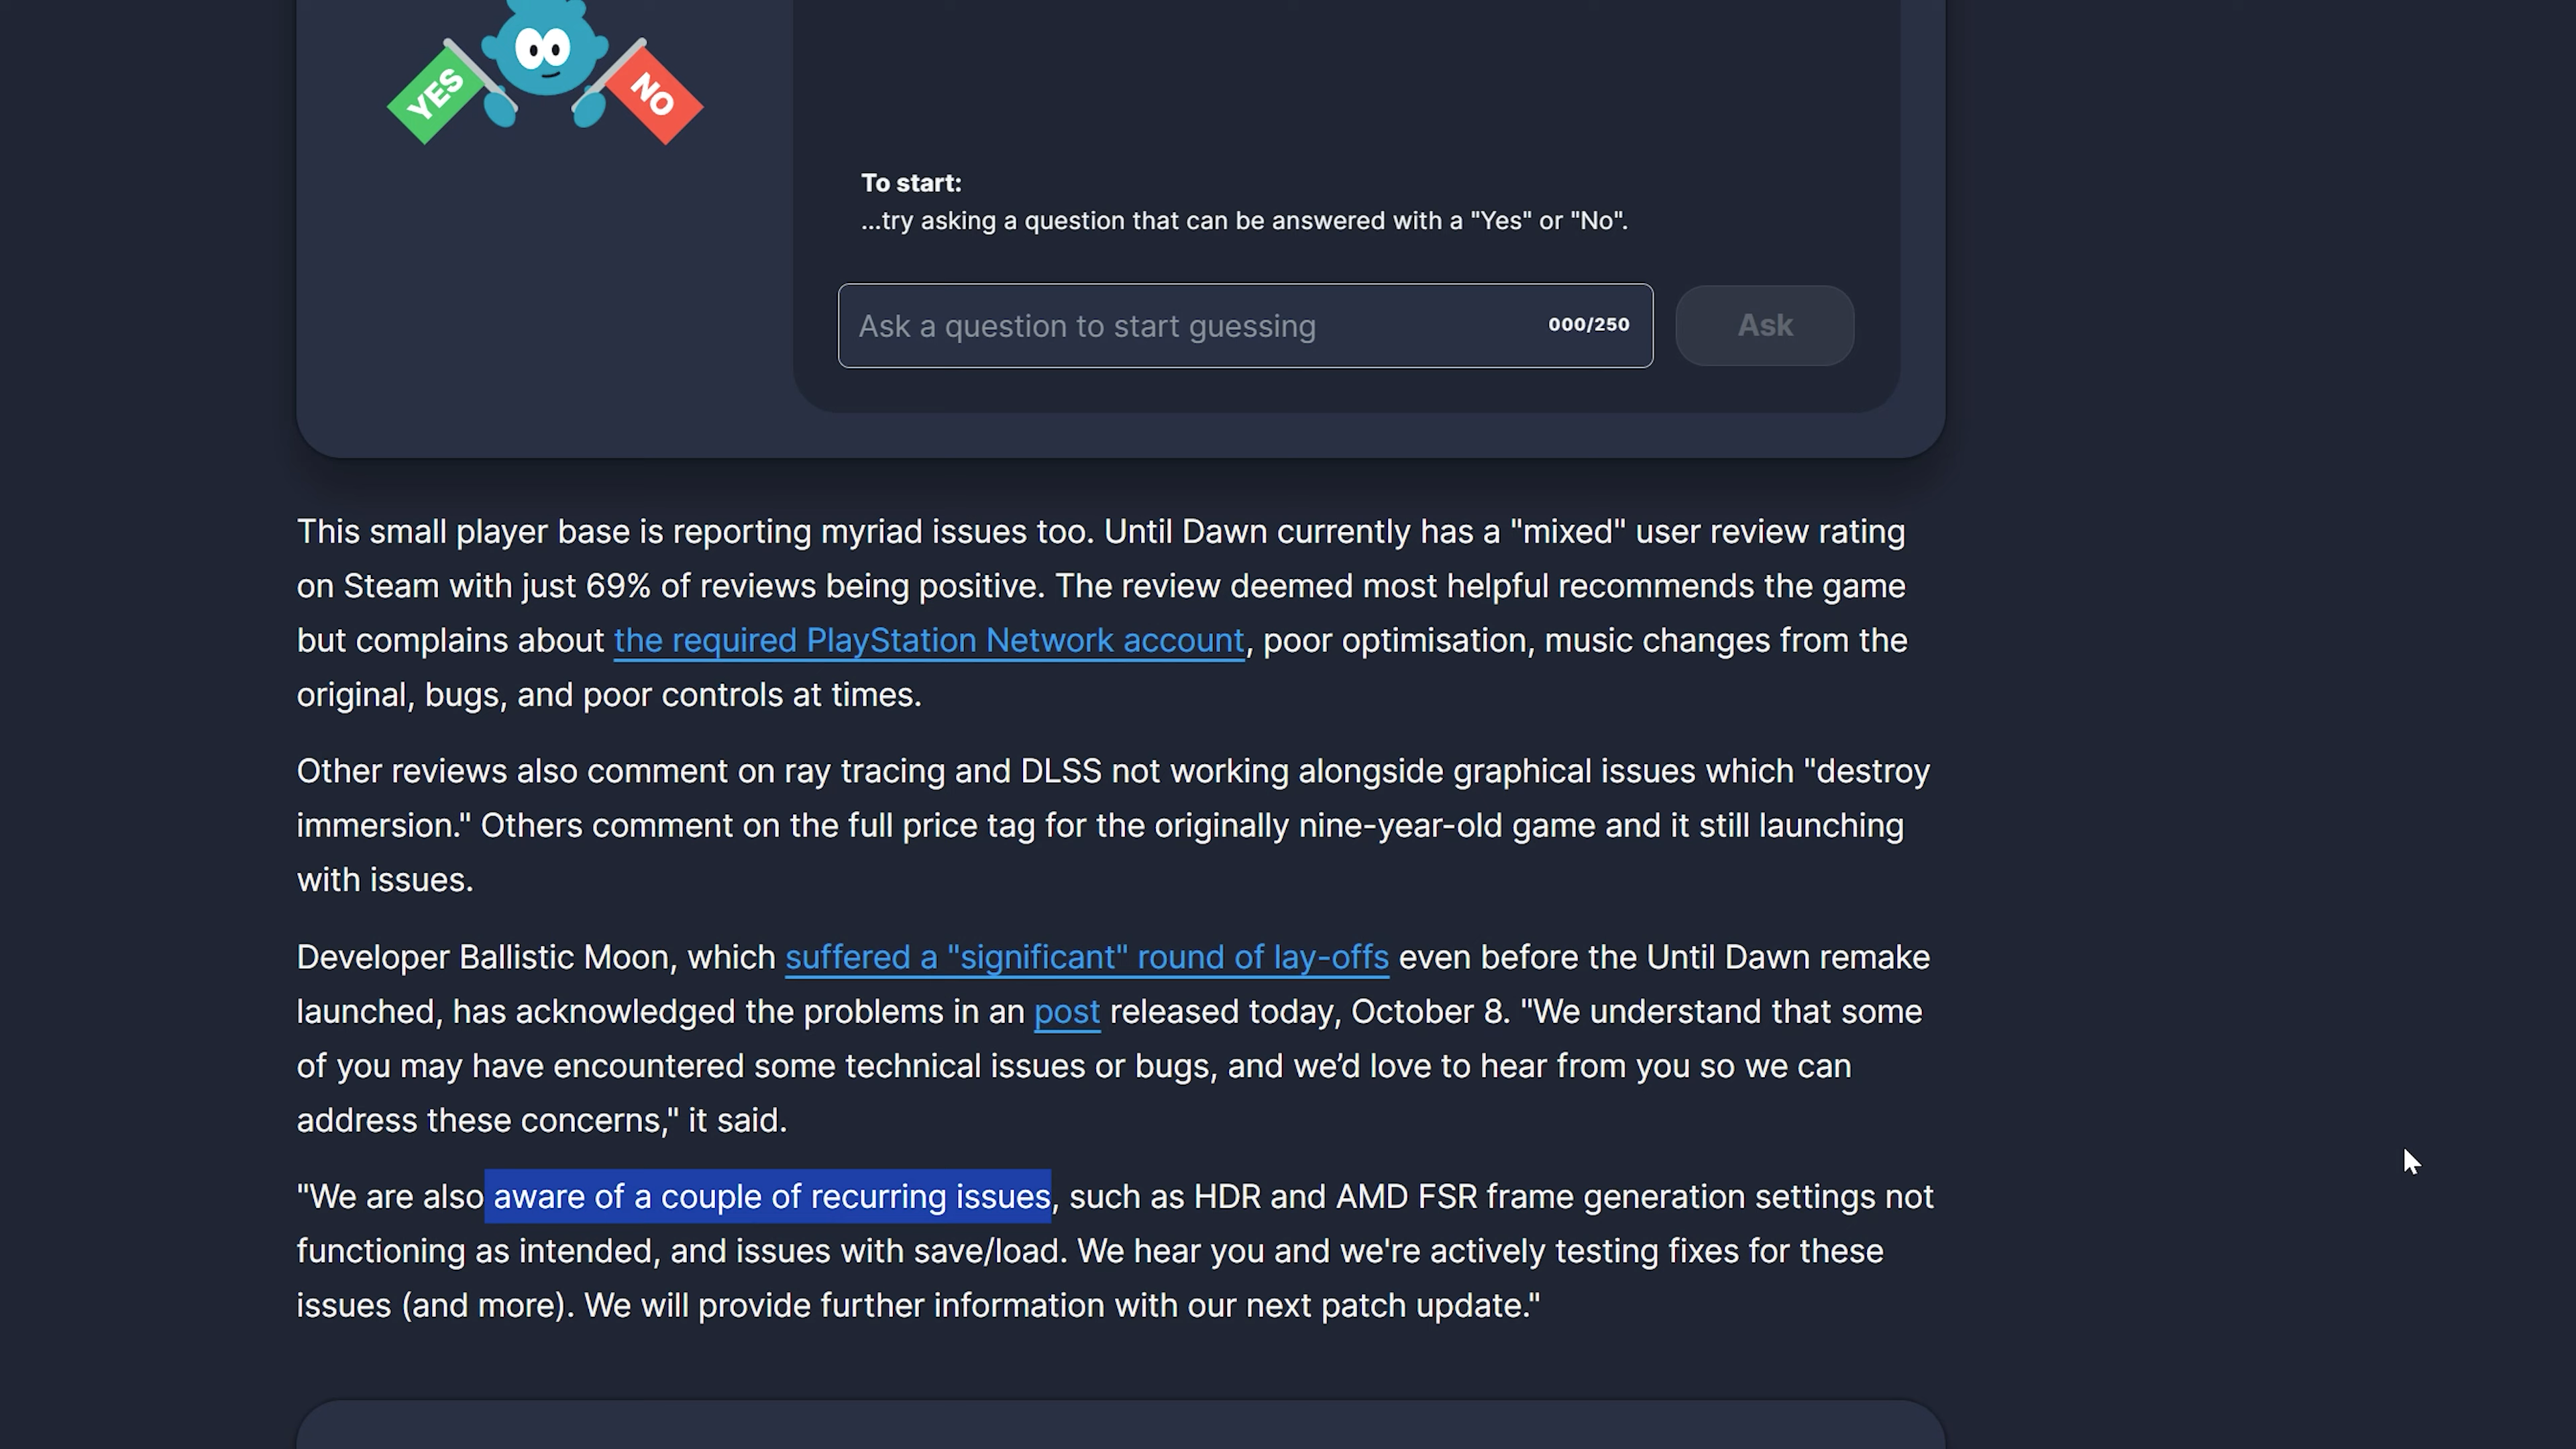 YES
NO
To start:
...try asking a question that can be answered with a "Yes" or "No".
Ask a question to start guessing
000/250
Ask
This small player base is reporting myriad issues too. Until Dawn currently has a "mixed" user review rating
on Steam with just 69% of reviews being positive. The review deemed most helpful recommends the game
but complains about the required PlayStation Network account, poor optimisation, music changes from the
original, bugs, and poor controls at times.
Other reviews also comment on ray tracing and DLSS not working alongside graphical issues which "destroy
immersion." Others comment on the full price tag for the originally nine-year-old game and it still launching
with issues.
Developer Ballistic Moon, which suffered a "significant" round of lay-offs even before the Until Dawn remake
launched, has acknowledged the problems in an post released today, October 8. "We understand that some
of you may have encountered some technical issues or bugs, and we’d love to hear from you so we can
address these concerns," it said.
"We are also aware of a couple of recurring issues, such as HDR and AMD FSR frame generation settings not
functioning as intended, and issues with save/load. We hear you and we're actively testing fixes for these
issues (and more). We will provide further information with our next patch update."